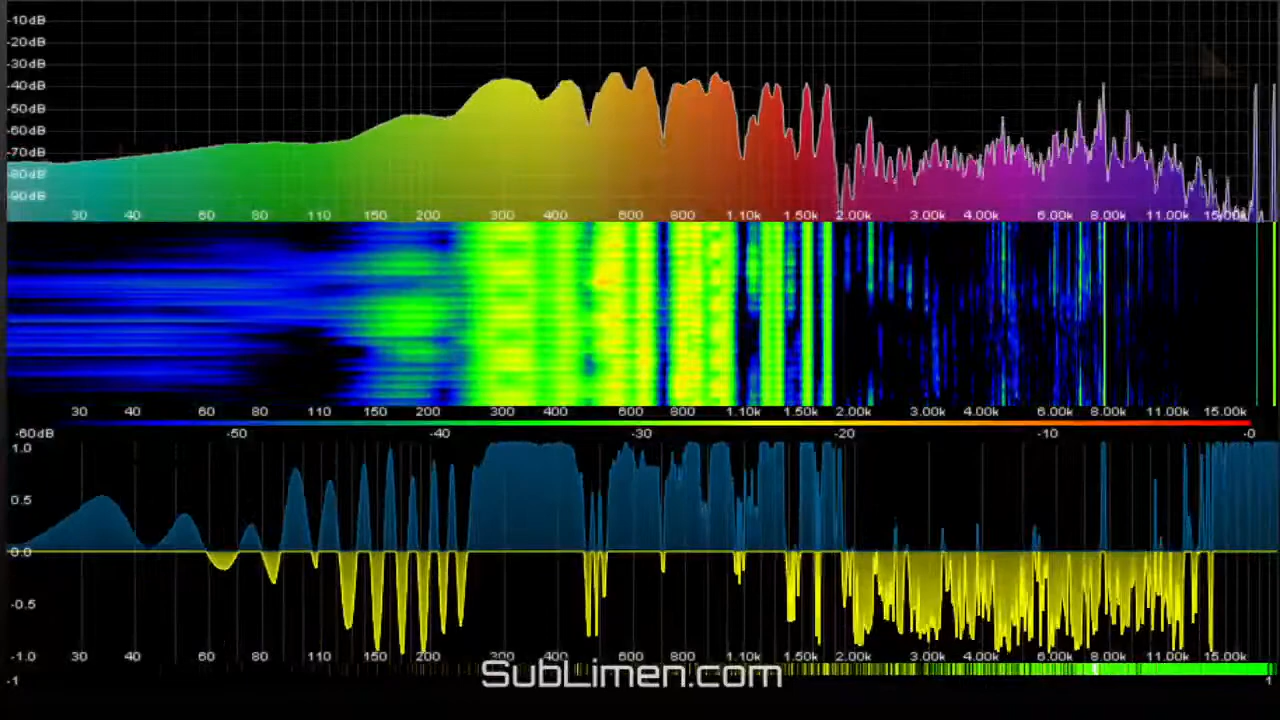 -10dB
-20dB
-30dB
-40dB
-50dB
-60dB
-70dB
-80dB
-90dB
30 40 60 80 110 150 200 300 400 600 800 1.10k 1.50k 2.00k 3.00k 4.00k 6.00k 8.00k 11.00k 15.00k
30 40 60 80 110 150 200 300 400 600 800 1.10k 1.50k 2.00k 3.00k 4.00k 6.00k 8.00k 11.00k 15.00k
-60dB -50 -40 -30 -20 -10 -0
1.0
0.5
0.0
-0.5
-1.0 30 40 60 80 110 150 200 300 400 600 800 1.10k 1.50k 2.00k 3.00k 4.00k 6.00k 8.00k 11.00k 15.00k
SubLimen.com
-1 1